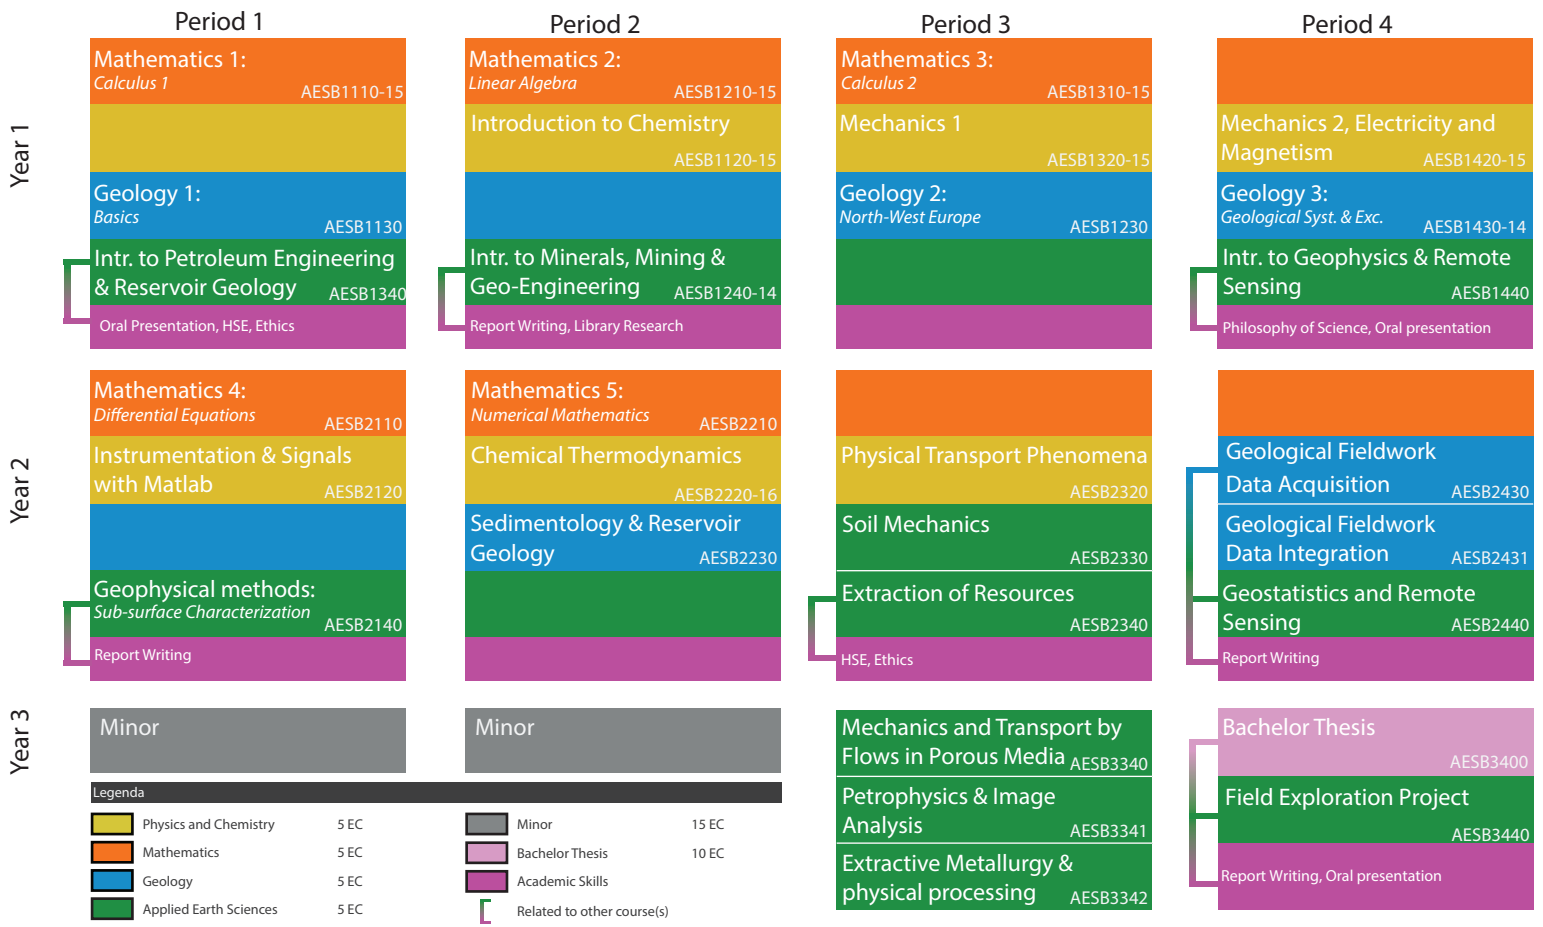 Period 1
Period 2
Period 3
Period 4
Year 1
Mathematics 1:
Calculus 1
AESB1110-15
Mathematics 2:
Linear Algebra
AESB1210-15
Mathematics 3:
Calculus 2
AESB1310-15
Introduction to Chemistry
AESB1120-15
Mechanics 1
AESB1320-15
Mechanics 2, Electricity and
Magnetism
AESB1420-15
Geology 1:
Basics
AESB1130
Geology 2:
North-West Europe
AESB1230
Geology 3:
Geological Syst. & Exc.
AESB1430-14
Intr. to Petroleum Engineering
& Reservoir Geology
AESB1340
Intr. to Minerals, Mining &
Geo-Engineering
AESB1240-14
Intr. to Geophysics & Remote
Sensing
AESB1440
Oral Presentation, HSE, Ethics
Report Writing, Library Research
Philosophy of Science, Oral presentation
Year 2
Mathematics 4:
Differential Equations
AESB2110
Mathematics 5:
Numerical Mathematics
AESB2210
Instrumentation & Signals
with Matlab
AESB2120
Chemical Thermodynamics
AESB2220-16
Physical Transport Phenomena
AESB2320
Geological Fieldwork
Data Acquisition
AESB2430
Sedimentology & Reservoir
Geology
AESB2230
Soil Mechanics
AESB2330
Geological Fieldwork
Data Integration
AESB2431
Geophysical methods:
Sub-surface Characterization
AESB2140
Extraction of Resources
AESB2340
Geostatistics and Remote
Sensing
AESB2440
Report Writing
HSE, Ethics
Report Writing
Year 3
Minor
Minor
Mechanics and Transport by
Flows in Porous Media
AESB3340
Bachelor Thesis
AESB3400
Petrophysics & Image
Analysis
AESB3341
Field Exploration Project
AESB3440
Extractive Metallurgy &
physical processing
AESB3342
Report Writing, Oral presentation
Legenda
Physics and Chemistry 5 EC
Mathematics 5 EC
Geology 5 EC
Applied Earth Sciences 5 EC
Minor 15 EC
Bachelor Thesis 10 EC
Academic Skills
Related to other course(s)